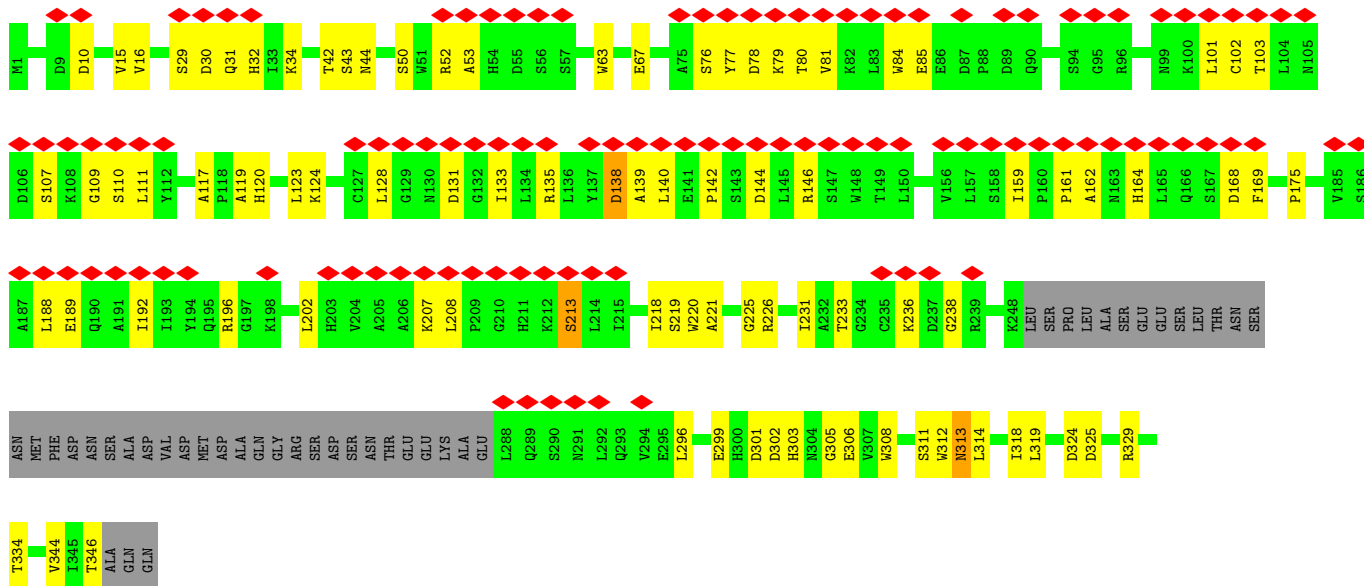 M1 D9 D10 V15 V16 S29 D30 Q31 H32 I33 K34 T42 S43 N44 S50 W51 R52 A53 H54 D55 S56 S57 W63 E67 A75 S76 Y77 D78 K79 T80 V81 K82 L83 W84 E85 E86 D87 P88 D89 Q90 S94 G95 R96 N99 K100 L101 C102 T103 L104 N105
D106 S107 K108 G109 S110 L111 Y112 A117 P118 A119 H120 L123 K124 C127 L128 G129 N130 D131 G132 I133 L134 R135 L136 Y137 D138 A139 L140 E141 P142 S143 D144 L145 R146 S147 W148 T149 L150 V156 L157 S158 I159 P160 P161 A162 N163 H164 L165 Q166 S167 D168 F169 P175 V185 S186
A187 L188 E189 Q190 A191 I192 I193 Y194 Q195 R196 G197 K198 L202 H203 V204 A205 A206 K207 L208 P209 G210 H211 K212 S213 L214 I215 I218 S219 W220 A221 G225 R226 I231 A232 T233 G234 C235 K236 D237 G238 R239 K248 LEU SER PRO LEU ALA SER GLU GLU SER LEU THR ASN SER
ASN MET PHE ASP ASN SER ALA ASP VAL ASP MET ASP ALA GLN GLY ARG SER ASP SER ASN THR GLU GLU LYS ALA GLU L288 Q289 S290 N291 L292 Q293 V294 E295 L296 E299 H300 D301 D302 H303 N304 G305 E306 V307 W308 S311 W312 N313 L314 I318 L319 D324 D325 R329
T334 V344 I345 T346 ALA GLN GLN